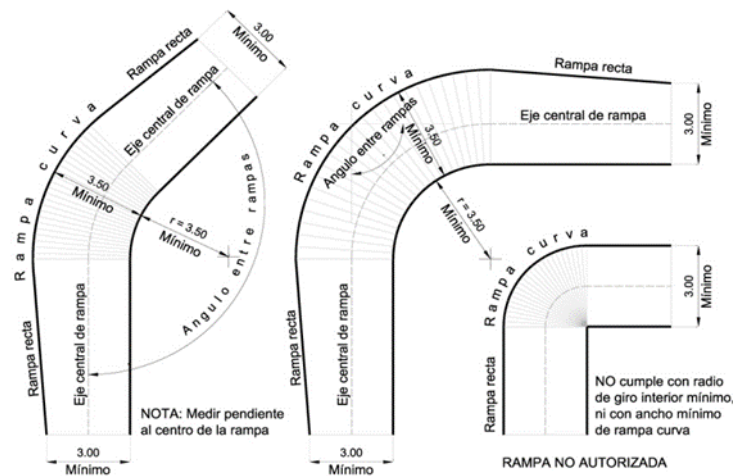 3.00
Mínimo
Rampa recta
Rampa curva
Eje central de rampa
3.50
Mínimo
r = 3.50
Mínimo
Angulo entre rampas
Rampa recta
Eje central de rampa
NOTA: Medir pendiente
al centro de la rampa
3.00
Mínimo
Rampa recta
Rampa curva
Angulo entre rampas
3.50
Mínimo
Eje central de rampa
3.00
Mínimo
r = 3.50
Mínimo
Rampa recta
Eje central de rampa
3.00
Mínimo
Rampa curva
3.00
Mínimo
Rampa recta
NO cumple con radio
de giro interior mínimo,
ni con ancho mínimo
de rampa curva
RAMPA NO AUTORIZADA